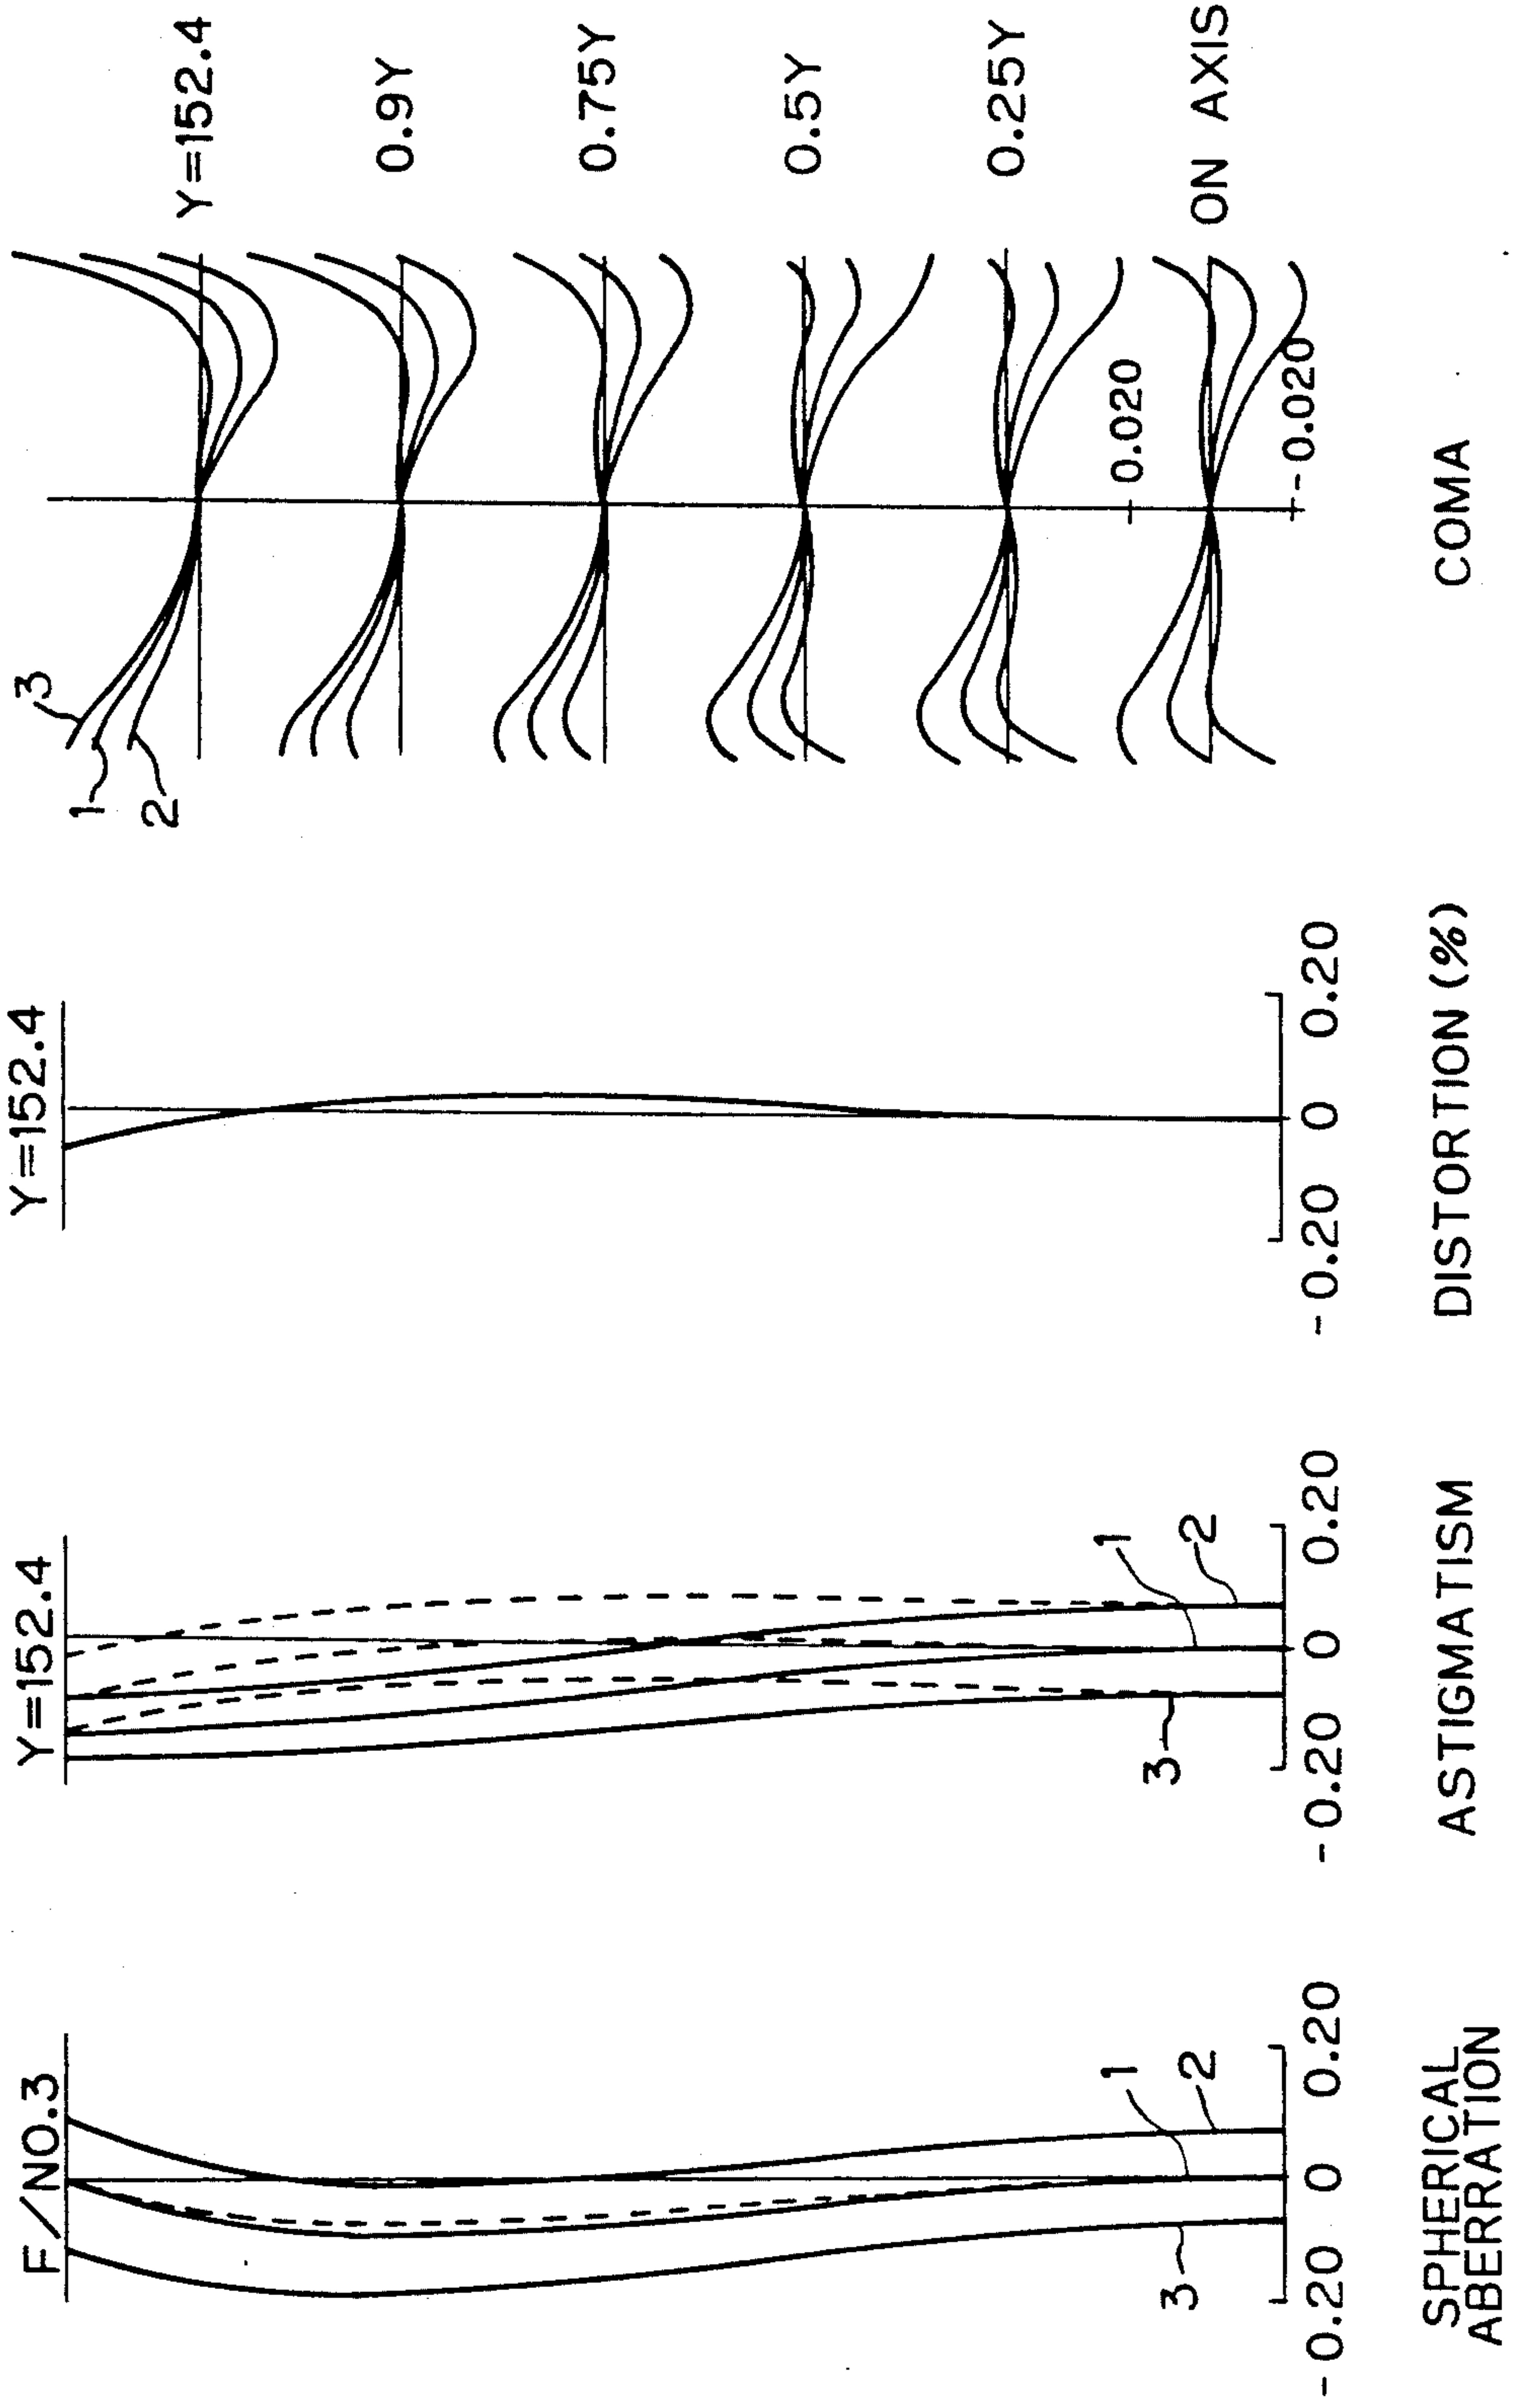 F/NO.3
1
2
3
-0.20 0 0.20
SPHERICAL
ABERRATION
Y=152.4
1
2
3
-0.20 0 0.20
ASTIGMATISM
Y=152.4
-0.20 0 0.20
DISTORTION (%)
3
1
2
Y=152.4
0.9Y
0.75Y
0.5Y
0.25Y
0.020
ON AXIS
-0.020
COMA